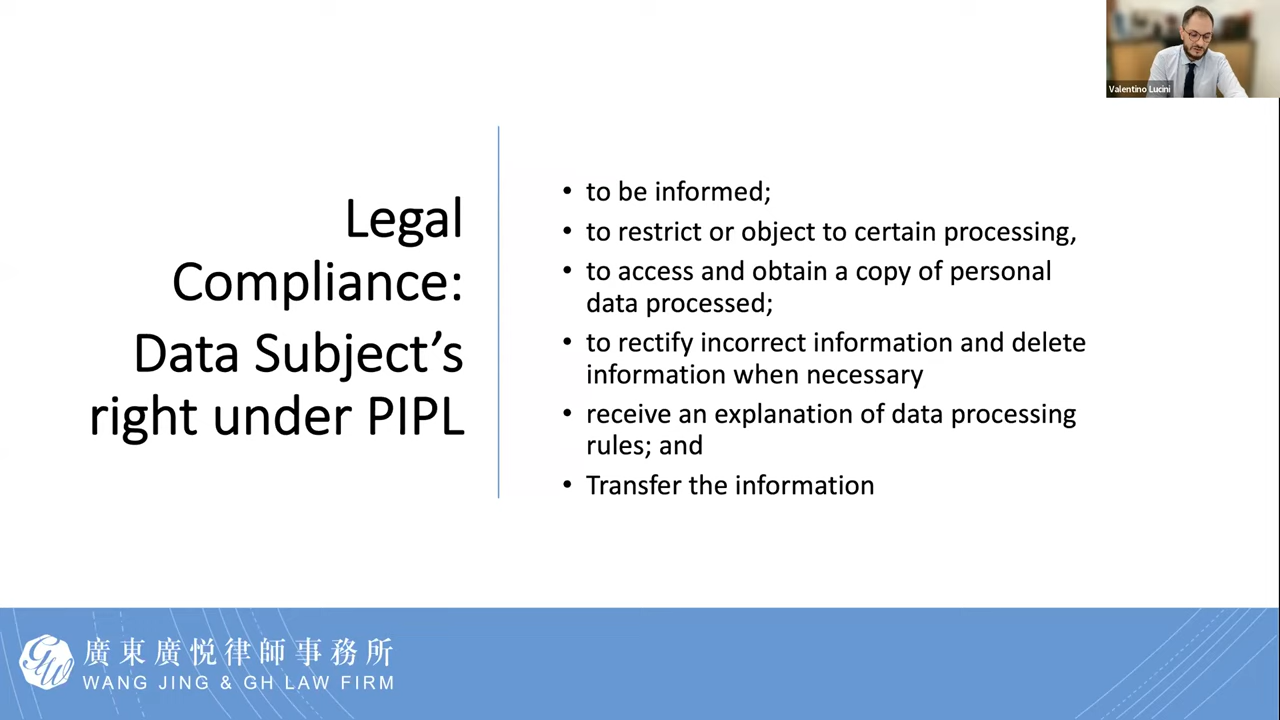 Valentino Lucini
Legal
Compliance:
Data Subject’s
right under PIPL
• to be informed;
• to restrict or object to certain processing,
• to access and obtain a copy of personal
data processed;
• to rectify incorrect information and delete
information when necessary
• receive an explanation of data processing
rules; and
• Transfer the information
GW
廣東廣悦律師事務所
WANG JING & GH LAW FIRM